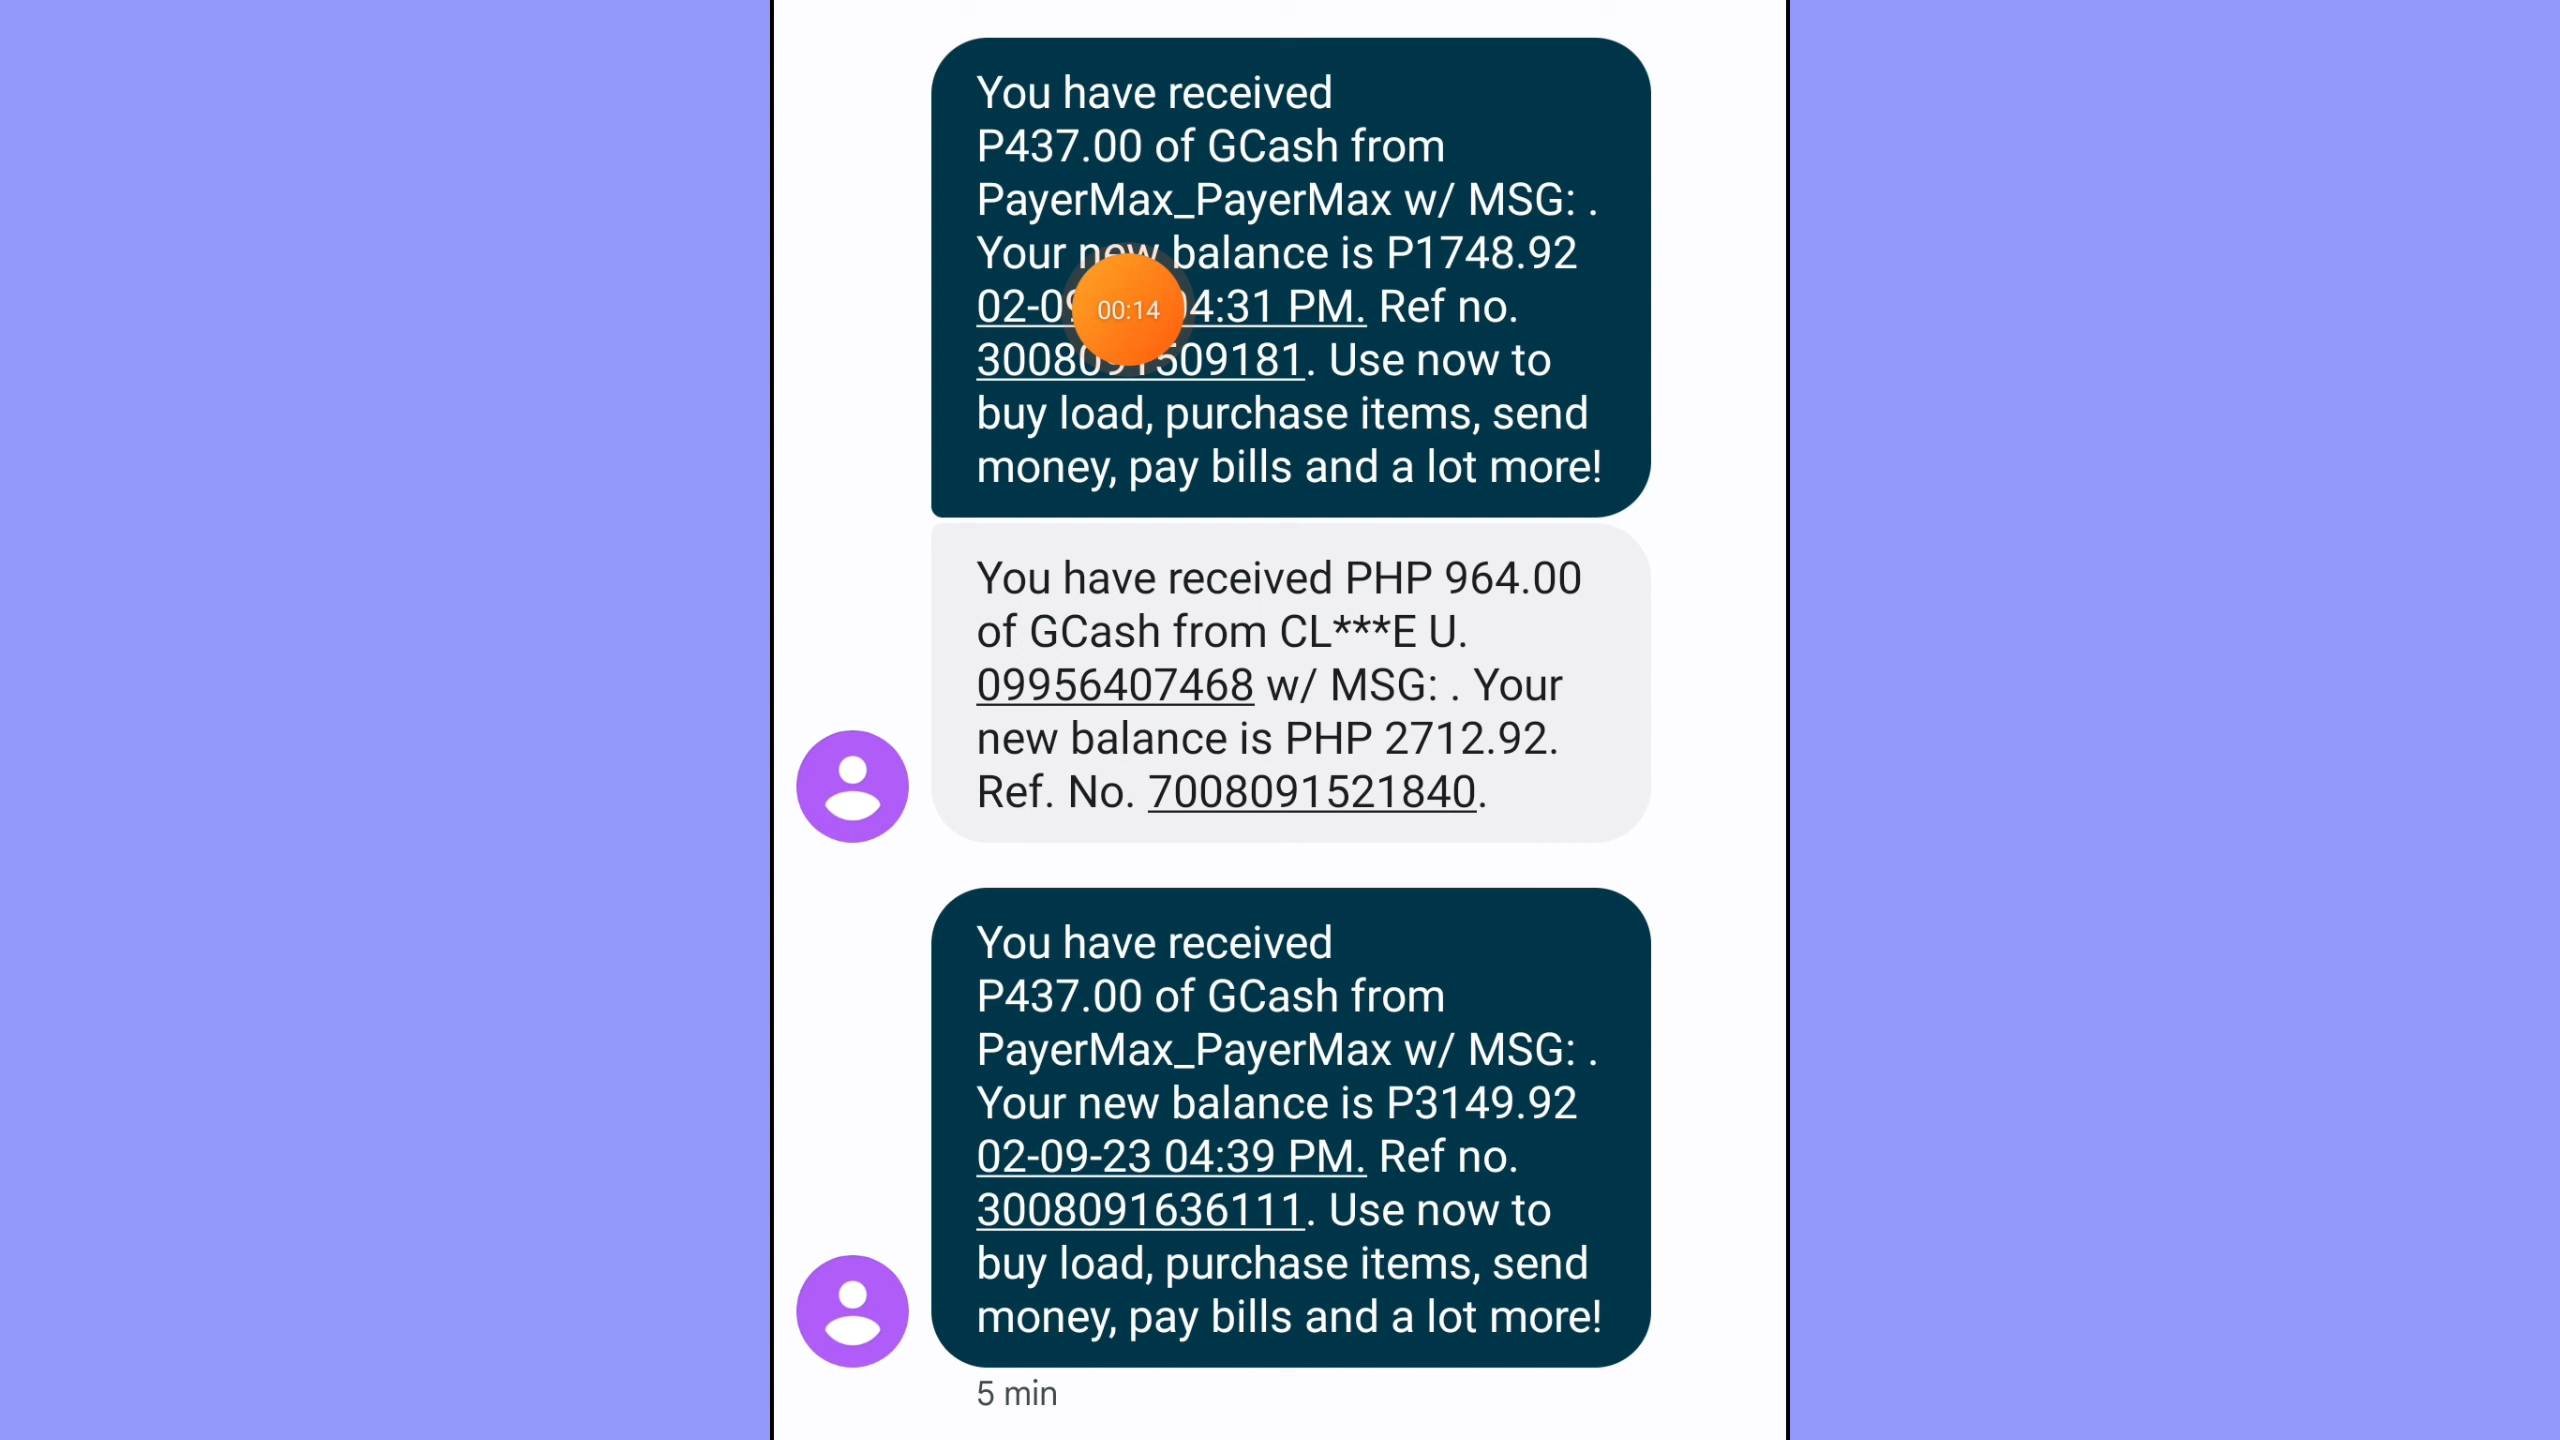 You have received
P437.00 of GCash from
PayerMax_PayerMax w/ MSG: .
Your new balance is P1748.92
4:31 PM. Ref no.
00:14
Use now to
buy load, purchase items, send
money, pay bills and a lot more!
You have received PHP 964.00
of GCash from CL***E U.
09956407468 w/ MSG: . Your
new balance is PHP 2712.92.
Ref. No. 7008091521840.
You have received
P437.00 of GCash from
PayerMax_PayerMax w/ MSG: .
Your new balance is P3149.92
02-09-23 04:39 PM. Ref no.
3008091636111. Use now to
buy load, purchase items, send
money, pay bills and a lot more!
5 min